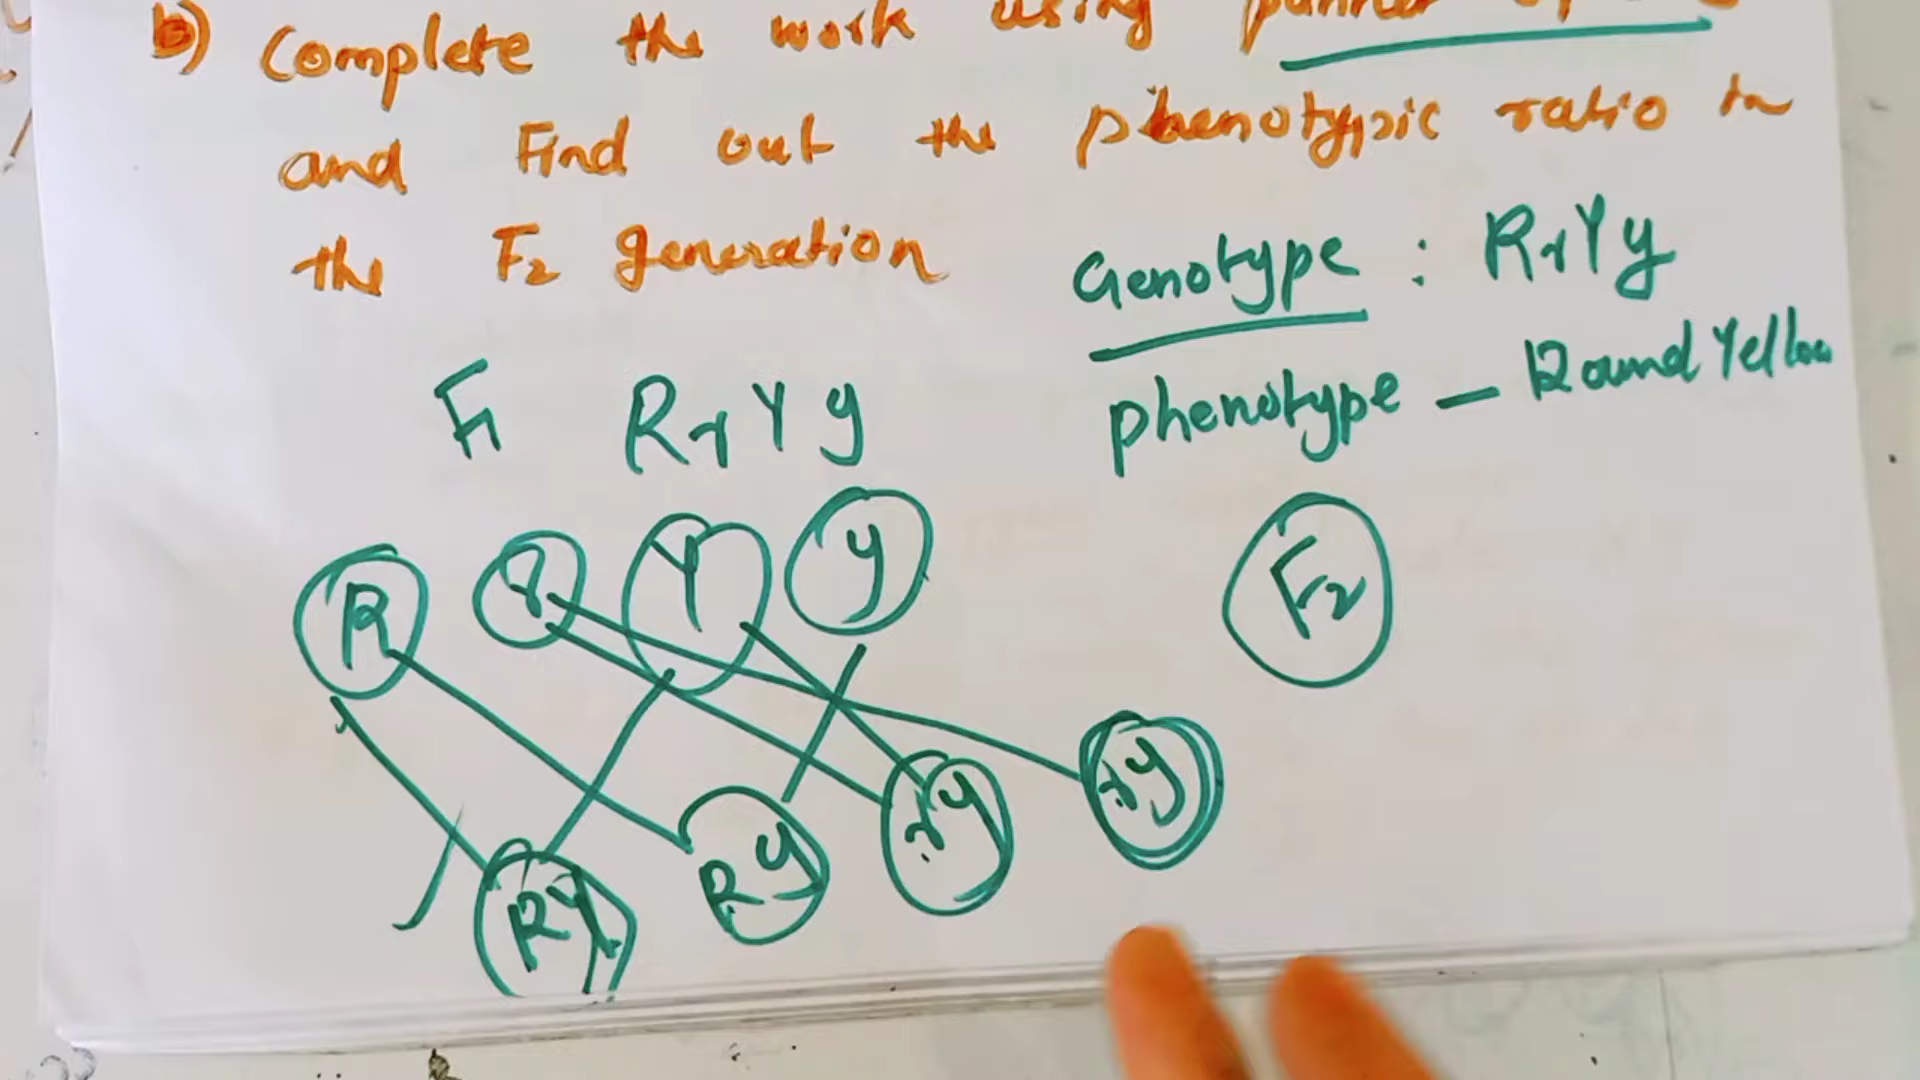 b) Complete the work using
and Find out the phenotypic ratio in
the F2 generation
Genotype : RrYy
phenotype – Round Yellow
F1 RrYy
R r Y y
F2
RY Ry rY ry